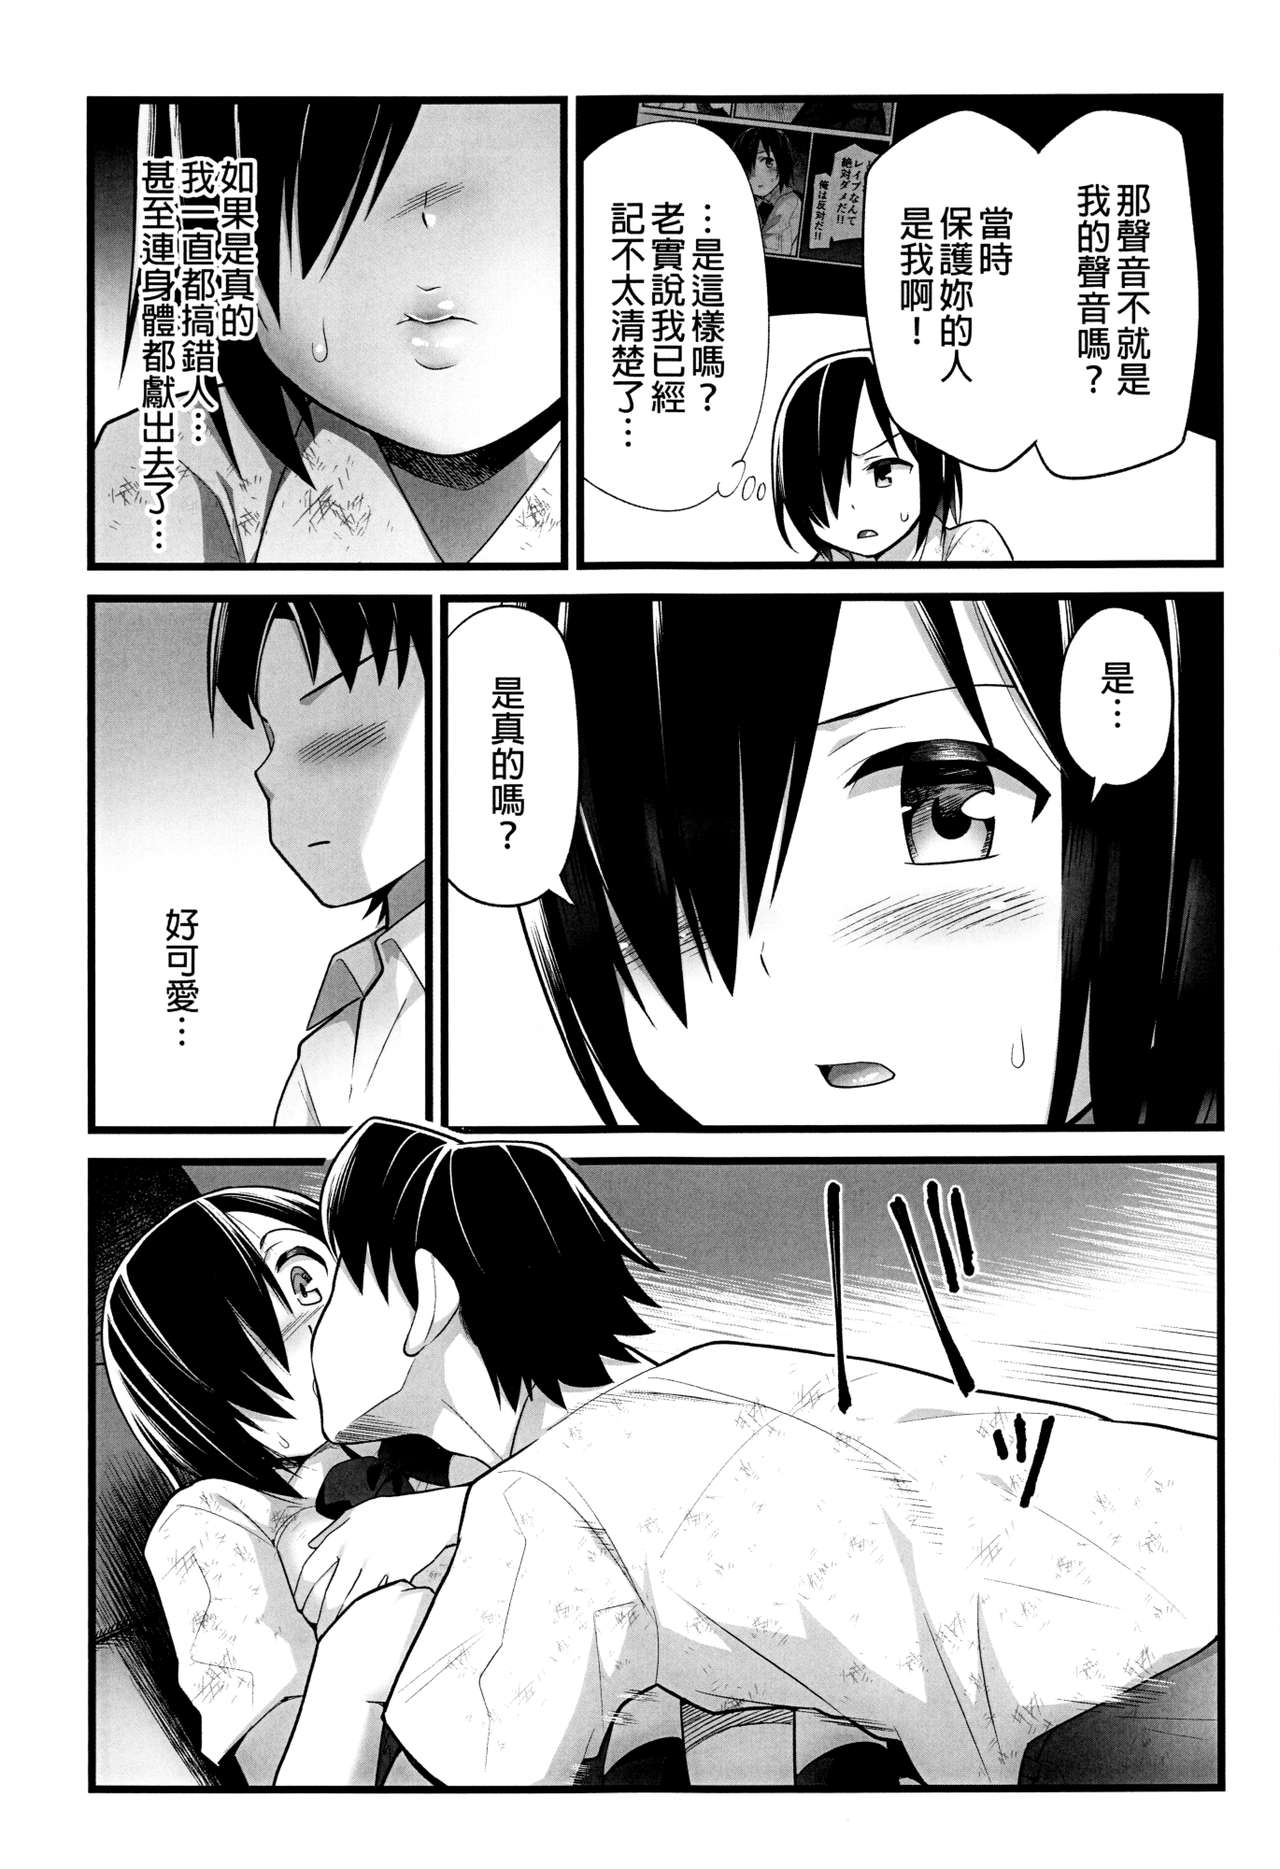 那聲音不就是
我的聲音嗎？
當時
保護妳的人
是我啊！
レイプなんて
絶対ダメだ!!
俺は反対だ!!
…是這樣嗎？
老實說我已經
記不太清楚了…
如果是真的
我一直都搞錯人…
甚至連身體都獻出去了…
是…
是真的嗎？
好可愛…